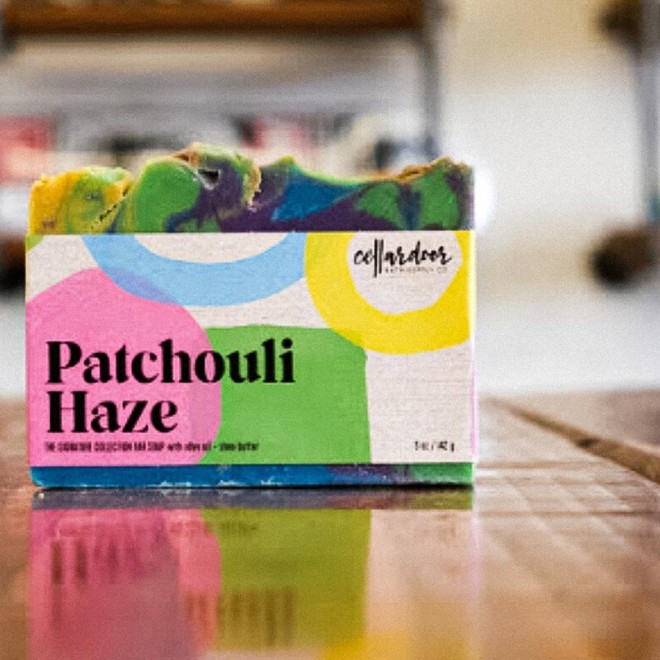 cellardoor
BATH SUPPLY CO.
Patchouli
Haze
THE SIGNATURE COLLECTION BAR SOAP with olive oil + shea butter
5 oz / 142 g